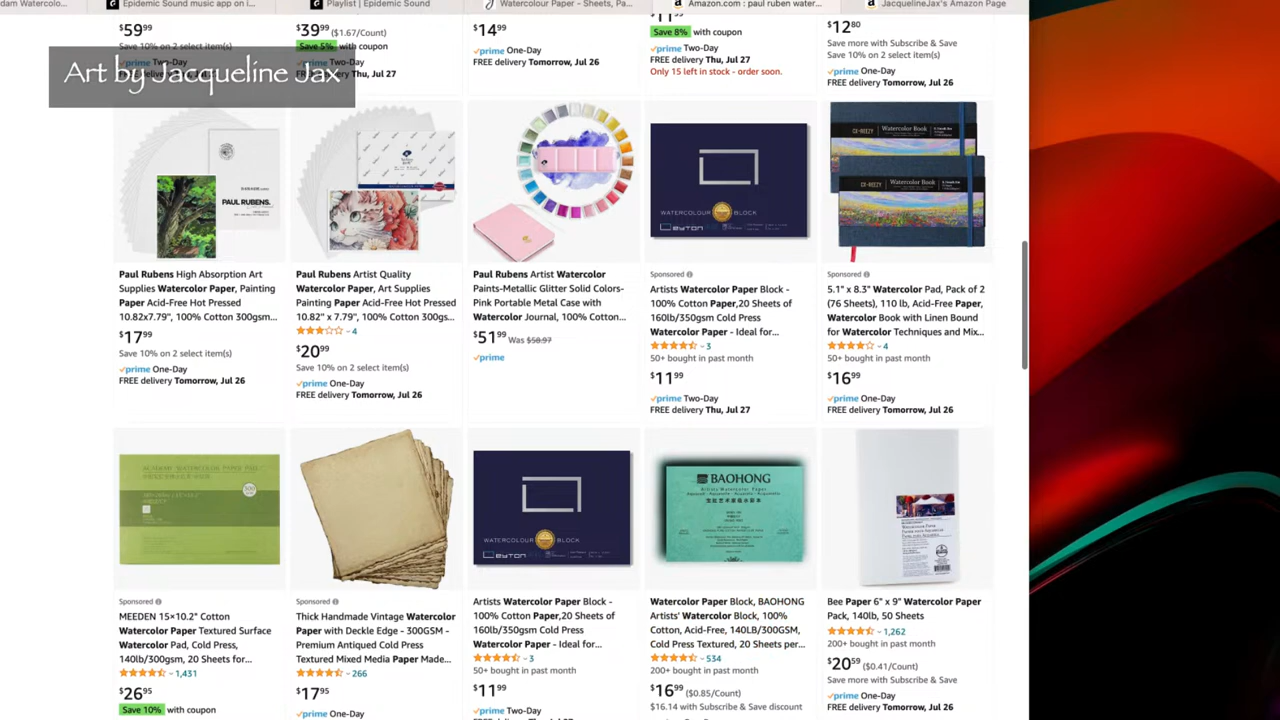 dam Watercolo...
Epidemic Sound music app on i...
Playlist | Epidemic Sound
Watercolour Paper - Sheets, Pa...
Amazon.com : paul ruben water...
JacquelineJax's Amazon Page
$59.99
Save 10% on 2 select item(s)
$39.99 ($1.67/Count)
Save 5% with coupon
Thu, Jul 27
$14.99
prime One-Day
FREE delivery Tomorrow, Jul 26
$11.99
Save 8% with coupon
prime Two-Day
FREE delivery Thu, Jul 27
Only 15 left in stock - order soon.
$12.80
Save more with Subscribe & Save
Save 10% on 2 select item(s)
prime One-Day
FREE delivery Tomorrow, Jul 26
Art by Jacqueline Jax
PAUL RUBENS.
WATERCOLOUR BLOCK
Watercolor Book
CX-REEZY Watercolor Book
Paul Rubens High Absorption Art
Supplies Watercolor Paper, Painting
Paper Acid-Free Hot Pressed
10.82x7.79", 100% Cotton 300gsm...
$17.99
Save 10% on 2 select item(s)
prime One-Day
FREE delivery Tomorrow, Jul 26
Paul Rubens Artist Quality
Watercolor Paper, Art Supplies
Painting Paper Acid-Free Hot Pressed
10.82" x 7.79", 100% Cotton 300gs...
4
$20.99
Save 10% on 2 select item(s)
prime One-Day
FREE delivery Tomorrow, Jul 26
Paul Rubens Artist Watercolor
Paints-Metallic Glitter Solid Colors-
Pink Portable Metal Case with
Watercolor Journal, 100% Cotton...
$51.99 Was $58.97
prime
Sponsored
Artists Watercolor Paper Block -
100% Cotton Paper,20 Sheets of
160lb/350gsm Cold Press
Watercolor Paper - Ideal for...
3
50+ bought in past month
$11.99
prime Two-Day
FREE delivery Thu, Jul 27
Sponsored
5.1" x 8.3" Watercolor Pad, Pack of 2
(76 Sheets), 110 lb, Acid-Free Paper,
Watercolor Book with Linen Bound
for Watercolor Techniques and Mix...
4
50+ bought in past month
$16.99
prime One-Day
FREE delivery Tomorrow, Jul 26
WATERCOLOUR BLOCK
BAOHONG
Artists' Watercolor Paper
Sponsored
MEEDEN 15×10.2" Cotton
Watercolor Paper Textured Surface
Watercolor Pad, Cold Press,
140lb/300gsm, 20 Sheets for...
1,431
$26.95
Save 10% with coupon
Sponsored
Thick Handmade Vintage Watercolor
Paper with Deckle Edge - 300GSM -
Premium Antiqued Cold Press
Textured Mixed Media Paper Made...
266
$17.95
prime One-Day
Artists Watercolor Paper Block -
100% Cotton Paper,20 Sheets of
160lb/350gsm Cold Press
Watercolor Paper - Ideal for...
3
50+ bought in past month
$11.99
prime Two-Day
Watercolor Paper Block, BAOHONG
Artists' Watercolor Block, 100%
Cotton, Acid-Free, 140LB/300GSM,
Cold Press Textured, 20 Sheets per...
534
200+ bought in past month
$16.99 ($0.85/Count)
$16.14 with Subscribe & Save discount
Bee Paper 6" x 9" Watercolor Paper
Pack, 140lb, 50 Sheets
1,262
200+ bought in past month
$20.59 ($0.41/Count)
Save more with Subscribe & Save
prime One-Day
FREE delivery Tomorrow, Jul 26